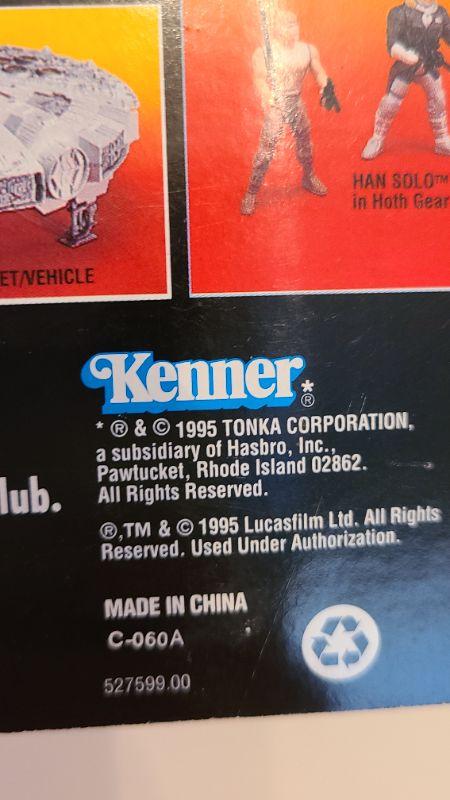 ET/VEHICLE
HAN SOLO™
in Hoth Gear
Kenner*®
* ® & © 1995 TONKA CORPORATION,
a subsidiary of Hasbro, Inc.,
Pawtucket, Rhode Island 02862.
All Rights Reserved.
lub.
®,TM & © 1995 Lucasfilm Ltd. All Rights
Reserved. Used Under Authorization.
MADE IN CHINA
C-060A
527599.00